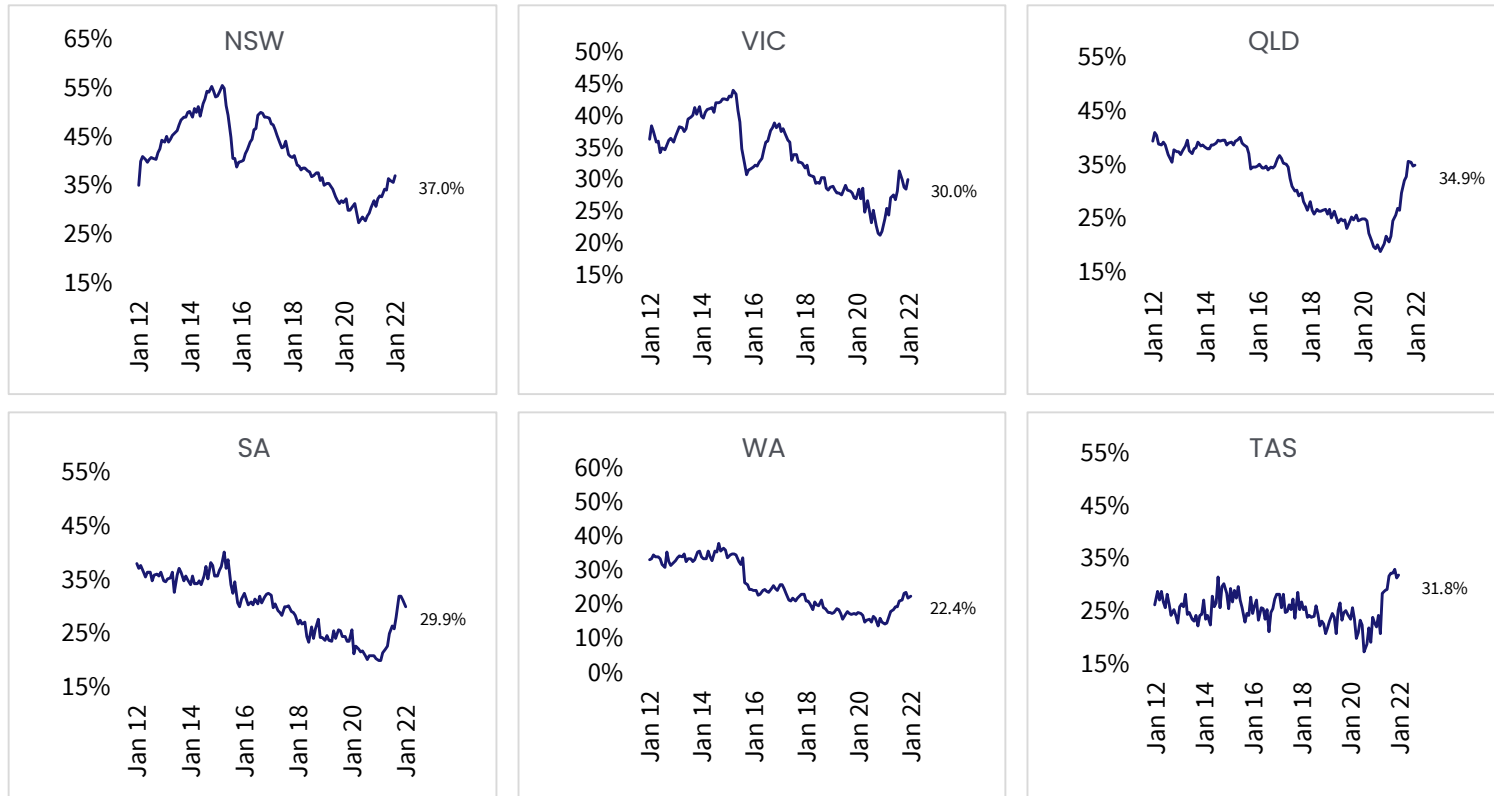 NSW
65%
55%
45%
35%
25%
15%
37.0%
Jan 12
Jan 14
Jan 16
Jan 18
Jan 20
Jan 22
VIC
50%
45%
40%
35%
30%
25%
20%
15%
30.0%
Jan 12
Jan 14
Jan 16
Jan 18
Jan 20
Jan 22
QLD
55%
45%
35%
25%
15%
34.9%
Jan 12
Jan 14
Jan 16
Jan 18
Jan 20
Jan 22
SA
55%
45%
35%
25%
15%
29.9%
Jan 12
Jan 14
Jan 16
Jan 18
Jan 20
Jan 22
WA
60%
50%
40%
30%
20%
10%
0%
22.4%
Jan 12
Jan 14
Jan 16
Jan 18
Jan 20
Jan 22
TAS
55%
45%
35%
25%
15%
31.8%
Jan 12
Jan 14
Jan 16
Jan 18
Jan 20
Jan 22